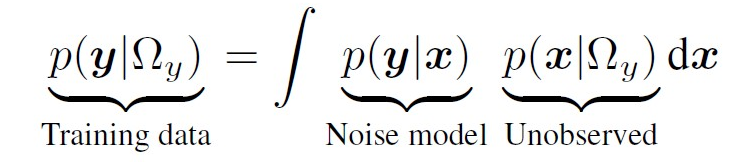 p(y|Ω_y) = ∫ p(y|x) p(x|Ω_y) dx
Training data Noise model Unobserved